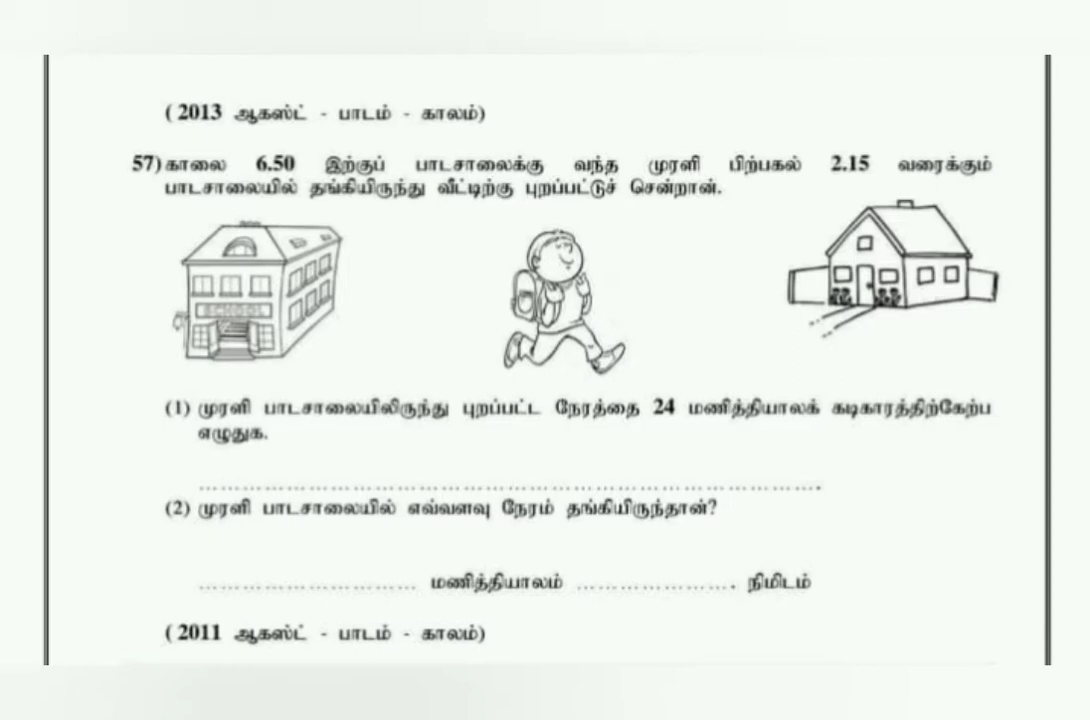 ( 2013 ஆகஸ்ட் - பாடம் - காலம்)
57) காலை 6.50 இற்குப் பாடசாலைக்கு வந்த முரளி பிற்பகல் 2.15 வரைக்கும்
பாடசாலையில் தங்கியிருந்து வீட்டிற்கு புறப்பட்டுச் சென்றான்.
SCHOOL
(1) முரளி பாடசாலையிலிருந்து புறப்பட்ட நேரத்தை 24 மணித்தியாலக் கடிகாரத்திற்கேற்ப
எழுதுக.
................................................................................
(2) முரளி பாடசாலையில் எவ்வளவு நேரம் தங்கியிருந்தான்?
........................... மணித்தியாலம் .................... நிமிடம்
( 2011 ஆகஸ்ட் - பாடம் - காலம்)